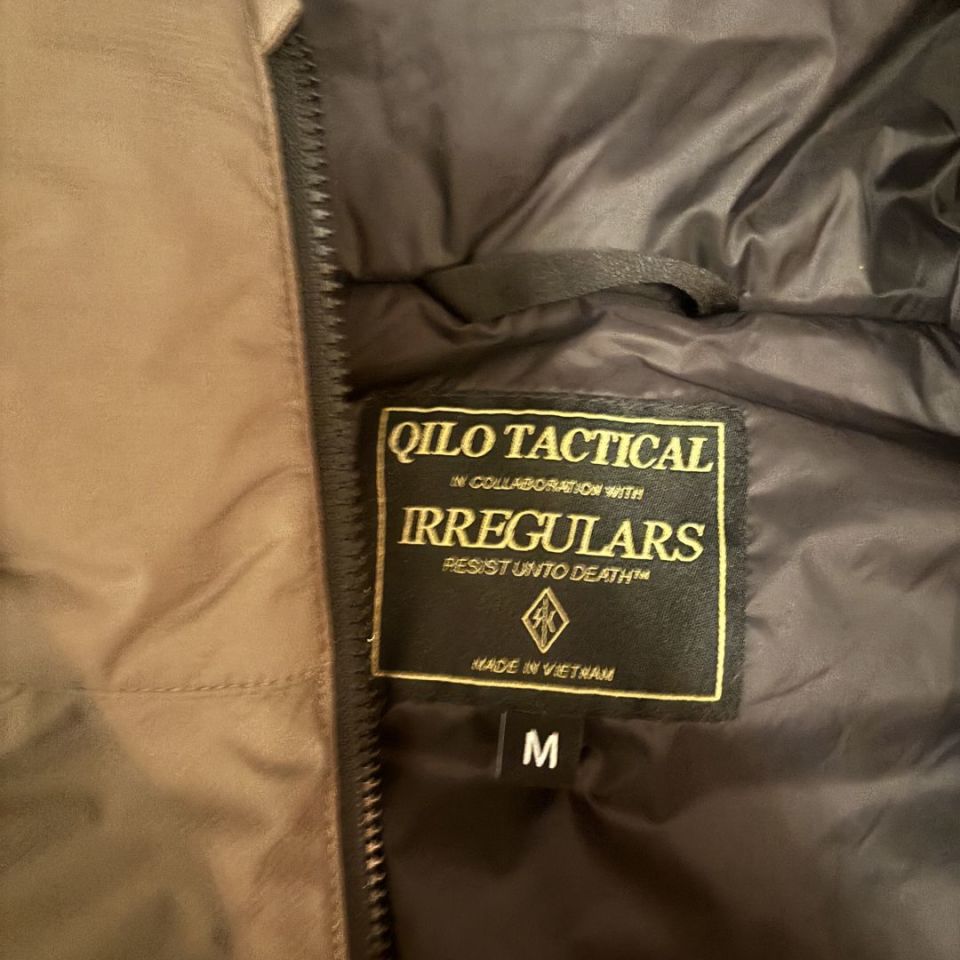 QILO TACTICAL
IN COLLABORATION WITH
IRREGULARS
RESIST UNTO DEATH™
MADE IN VIETNAM
M